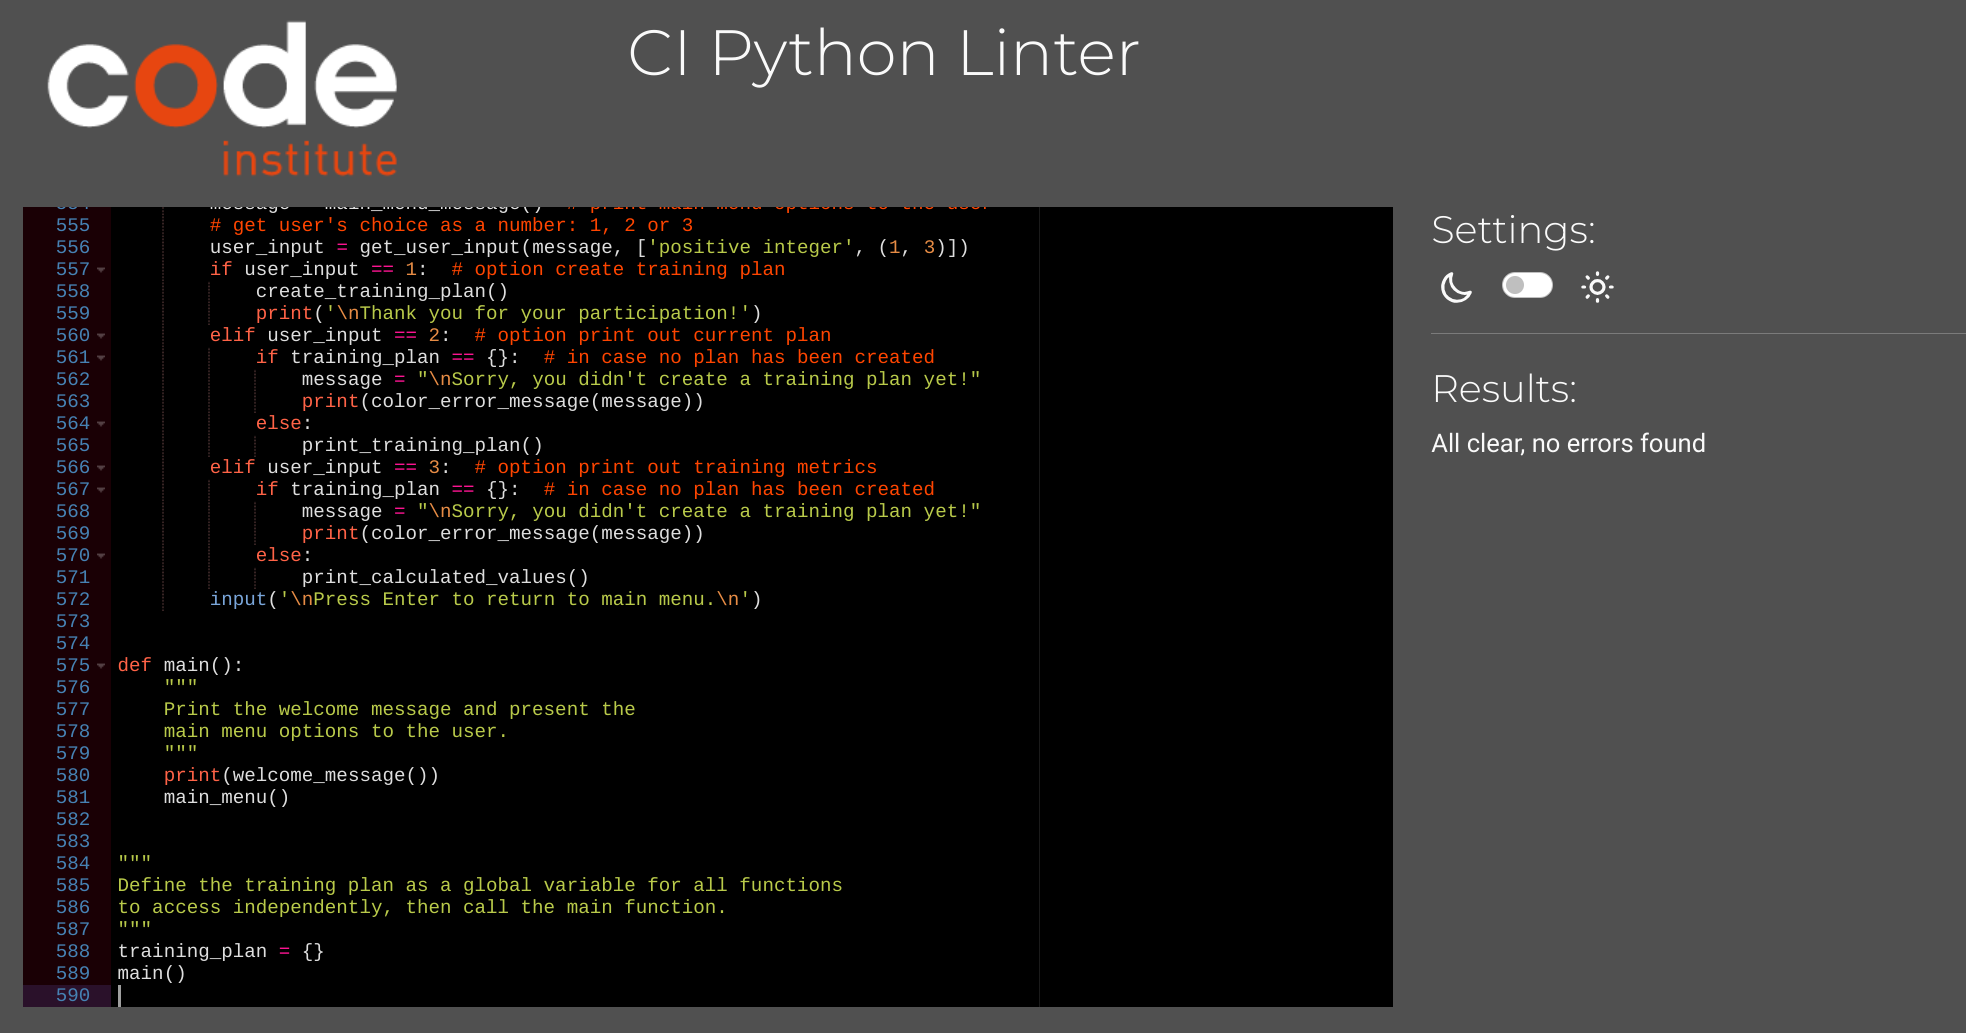 code
institute
CI Python Linter
555 # get user's choice as a number: 1, 2 or 3
556 user_input = get_user_input(message, ['positive integer', (1, 3)])
557 if user_input == 1:  # option create training plan
558 create_training_plan()
559 print('\nThank you for your participation!')
560 elif user_input == 2:  # option print out current plan
561 if training_plan == {}:  # in case no plan has been created
562 message = "\nSorry, you didn't create a training plan yet!"
563 print(color_error_message(message))
564 else:
565 print_training_plan()
566 elif user_input == 3:  # option print out training metrics
567 if training_plan == {}:  # in case no plan has been created
568 message = "\nSorry, you didn't create a training plan yet!"
569 print(color_error_message(message))
570 else:
571 print_calculated_values()
572 input('\nPress Enter to return to main menu.\n')
573
574
575 def main():
576 """
577 Print the welcome message and present the
578 main menu options to the user.
579 """
580 print(welcome_message())
581 main_menu()
582
583
584 """
585 Define the training plan as a global variable for all functions
586 to access independently, then call the main function.
587 """
588 training_plan = {}
589 main()
590
Settings:
Results:
All clear, no errors found